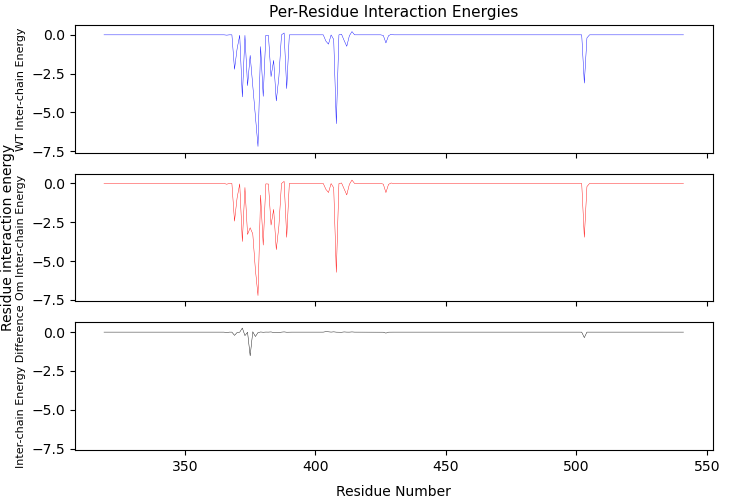 Per-Residue Interaction Energies
WT Inter-chain Energy
0.0
−2.5
−5.0
−7.5
Residue interaction energy
Om Inter-chain Energy
0.0
−2.5
−5.0
−7.5
Inter-chain Energy Difference
0.0
−2.5
−5.0
−7.5
350
400
450
500
550
Residue Number